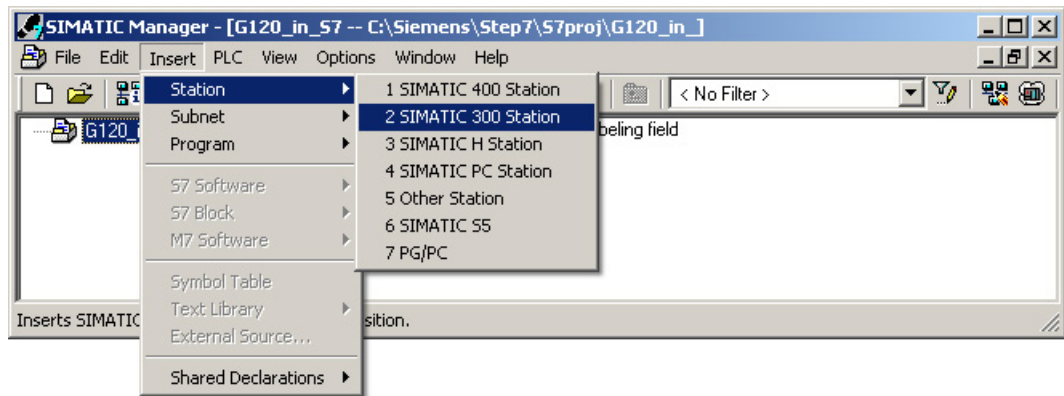 SIMATIC Manager - [G120_in_S7 -- C:\Siemens\Step7\S7proj\G120_in_]
File Edit Insert PLC View Options Window Help
< No Filter >
Station
Subnet
Program
S7 Software
S7 Block
M7 Software
Symbol Table
Text Library
External Source...
Shared Declarations
1 SIMATIC 400 Station
2 SIMATIC 300 Station
3 SIMATIC H Station
4 SIMATIC PC Station
5 Other Station
6 SIMATIC S5
7 PG/PC
G120_
beling field
Inserts SIMATIC
sition.